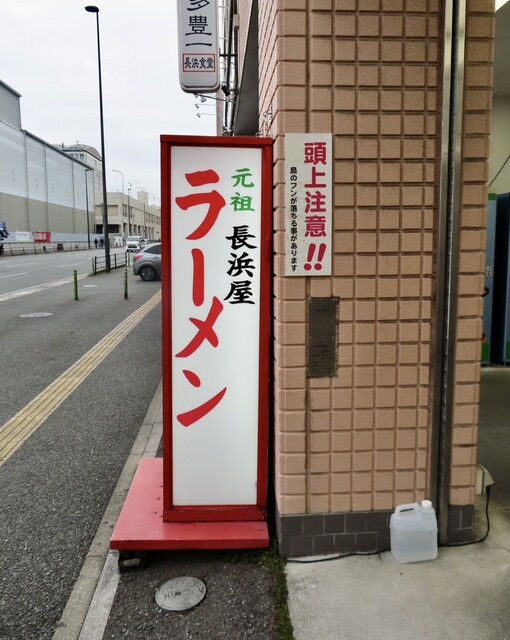 多豊一
長浜食堂
元祖
長浜屋
ラーメン
頭上注意!!
鳥のフンが落ちる事があります